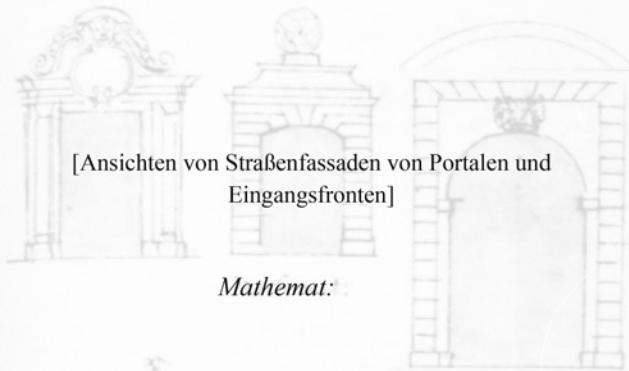 [Ansichten von Straßenfassaden von Portalen und
Eingangsfronten]
Mathemat: